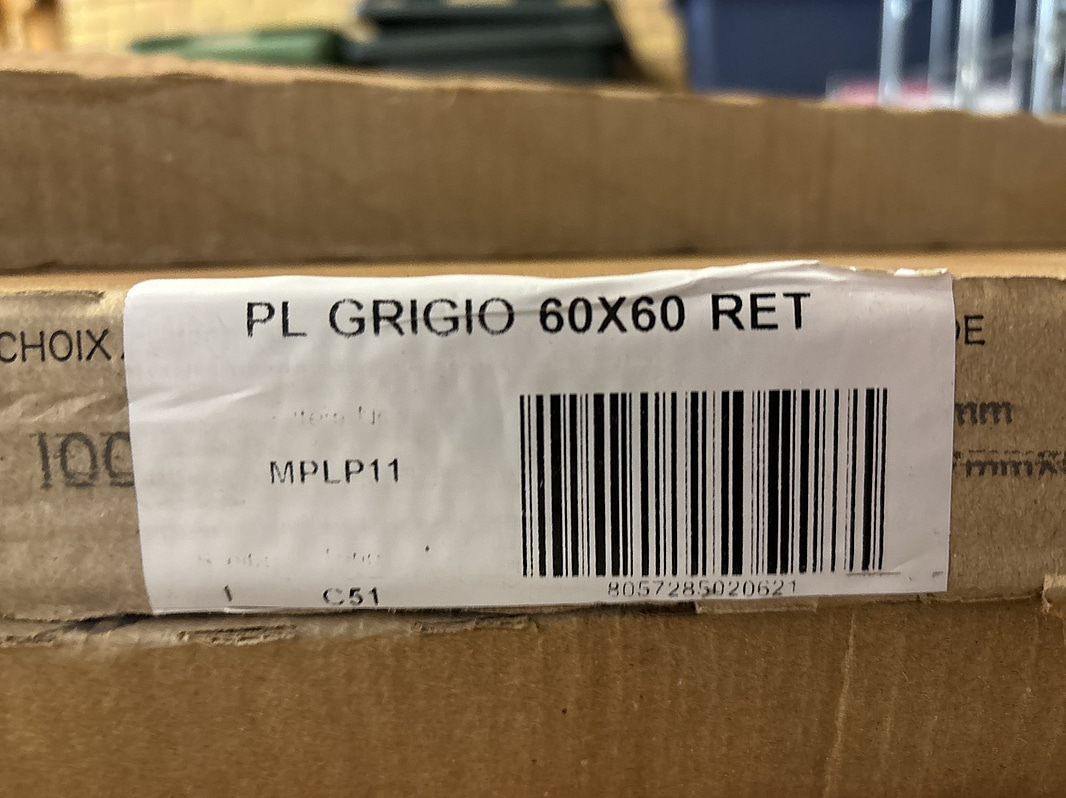 PL GRIGIO 60X60 RET
CHOIX
DE
mm
100
MPLP11
1 C51
8057285020621